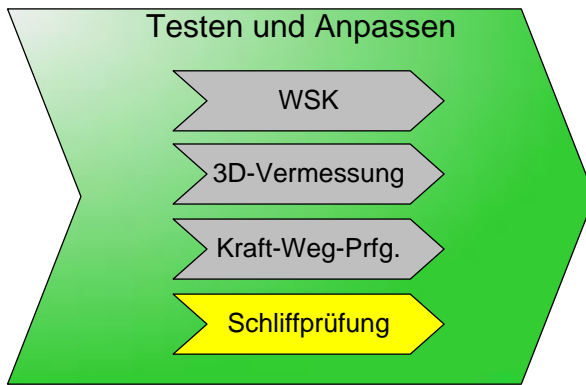 Testen und Anpassen
WSK
3D-Vermessung
Kraft-Weg-Prfg.
Schliffprüfung